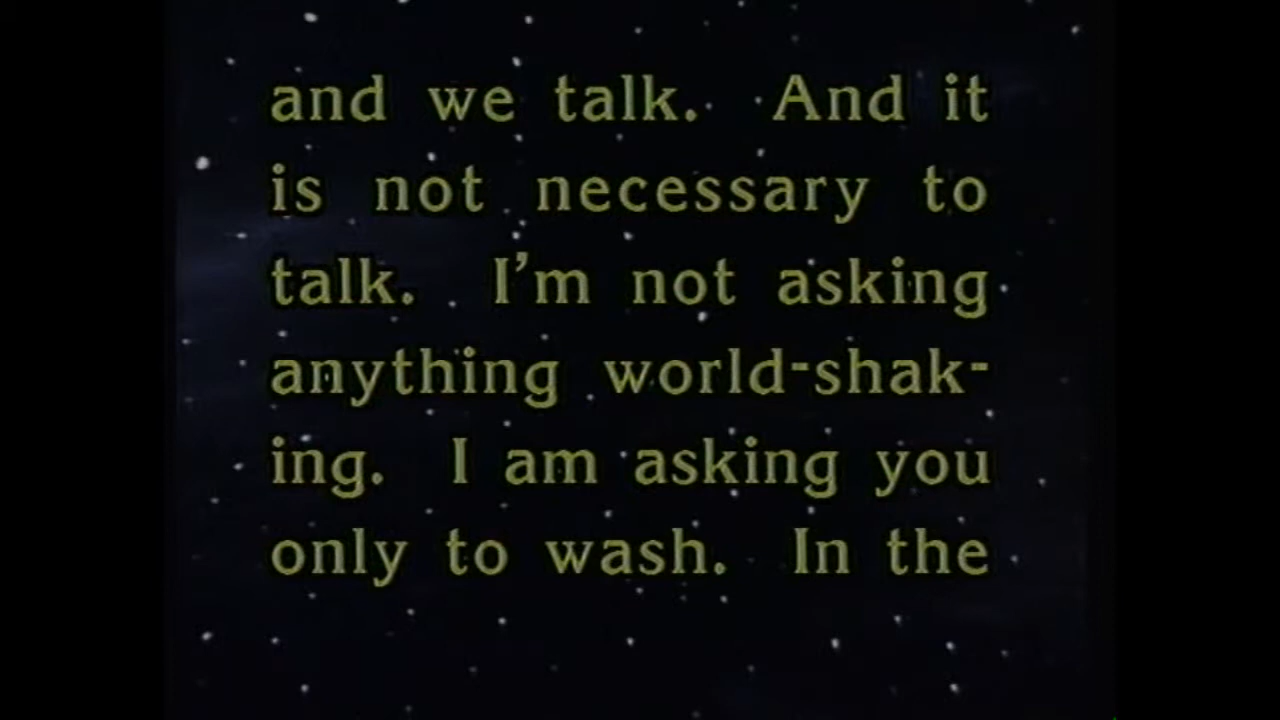 and we talk. And it
is not necessary to
talk. I'm not asking
anything world-shak-
ing. I am asking you
only to wash. In the